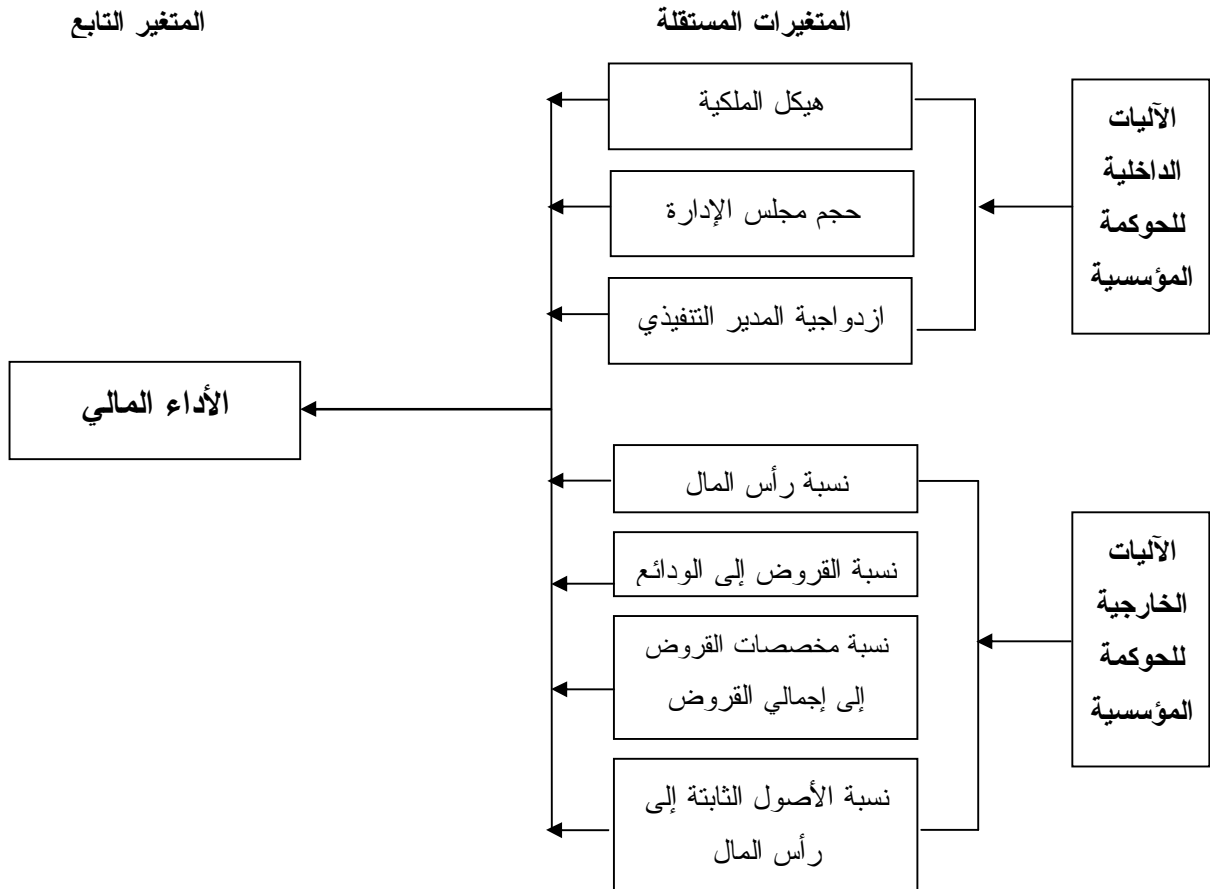 المتغيرات المستقلة
المتغير التابع
الآليات
الداخلية
للحوكمة
المؤسسية
هيكل الملكية
حجم مجلس الإدارة
ازدواجية المدير التنفيذي
الأداء المالي
الآليات
الخارجية
للحوكمة
المؤسسية
نسبة رأس المال
نسبة القروض إلى الودائع
نسبة مخصصات القروض
إلى إجمالي القروض
نسبة الأصول الثابتة إلى
رأس المال